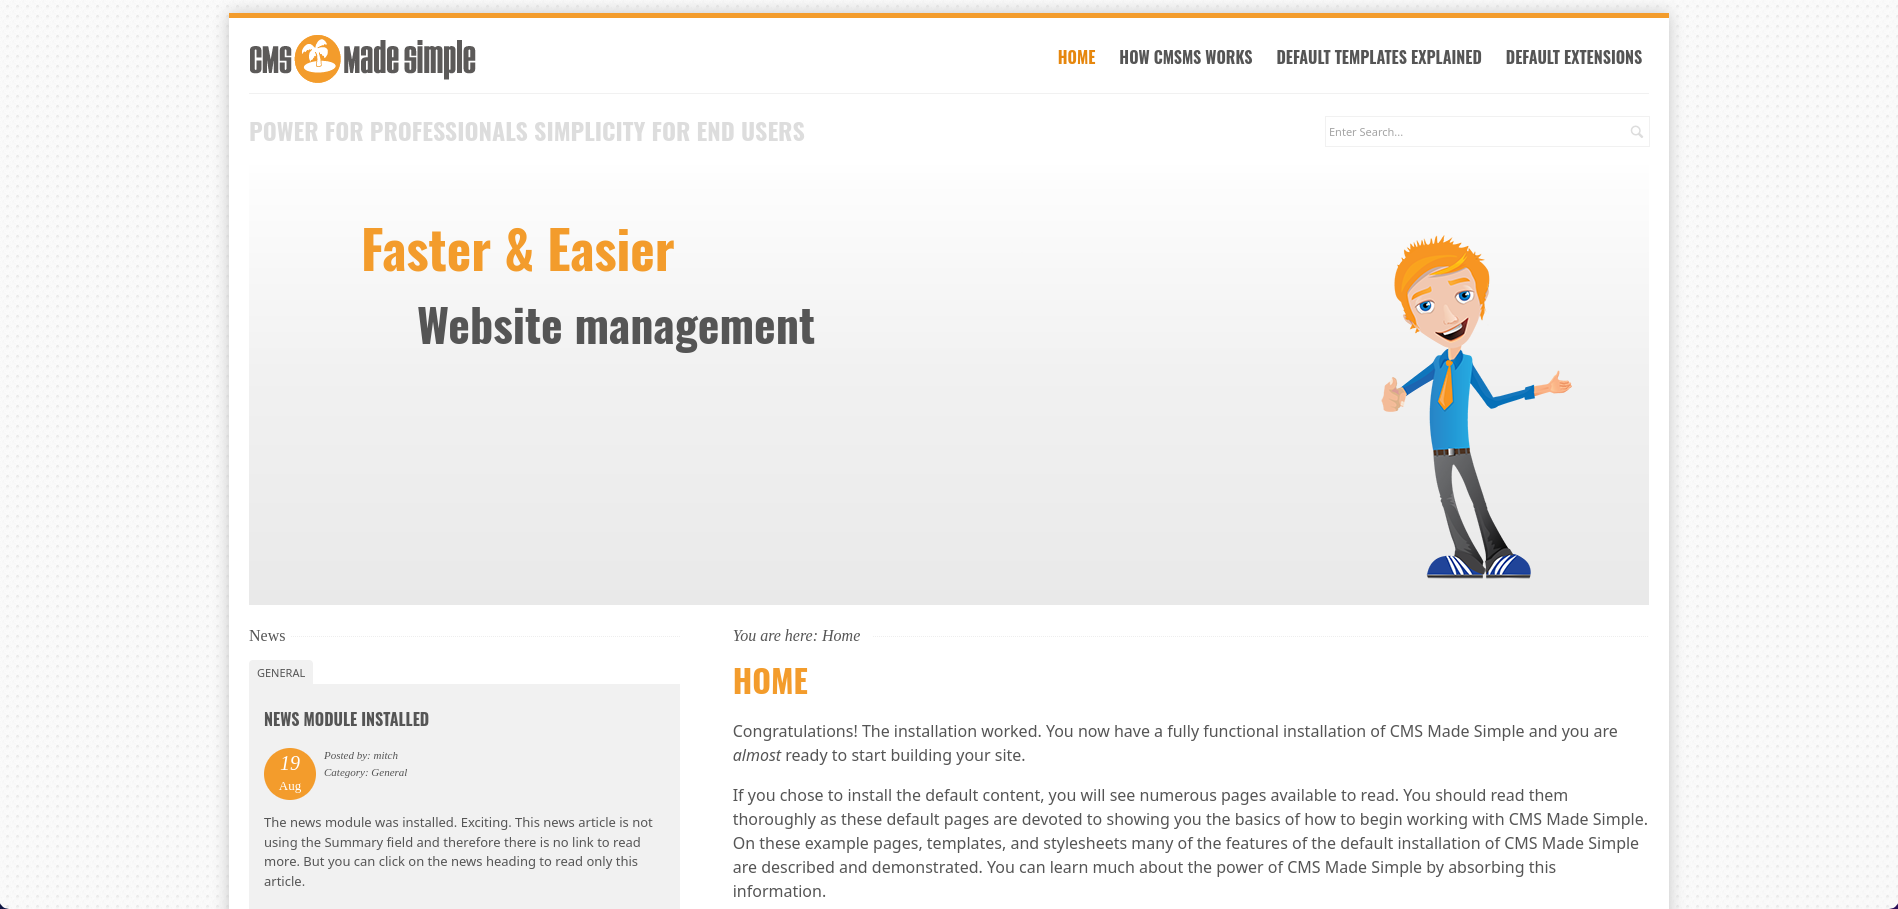 CMS Made Simple
HOME HOW CMSMS WORKS DEFAULT TEMPLATES EXPLAINED DEFAULT EXTENSIONS
POWER FOR PROFESSIONALS SIMPLICITY FOR END USERS
Enter Search...
Faster & Easier
Website management
News
GENERAL
NEWS MODULE INSTALLED
19
Aug
Posted by: mitch
Category: General
The news module was installed. Exciting. This news article is not
using the Summary field and therefore there is no link to read
more. But you can click on the news heading to read only this
article.
You are here: Home
HOME
Congratulations! The installation worked. You now have a fully functional installation of CMS Made Simple and you are
almost ready to start building your site.
If you chose to install the default content, you will see numerous pages available to read. You should read them
thoroughly as these default pages are devoted to showing you the basics of how to begin working with CMS Made Simple.
On these example pages, templates, and stylesheets many of the features of the default installation of CMS Made Simple
are described and demonstrated. You can learn much about the power of CMS Made Simple by absorbing this
information.